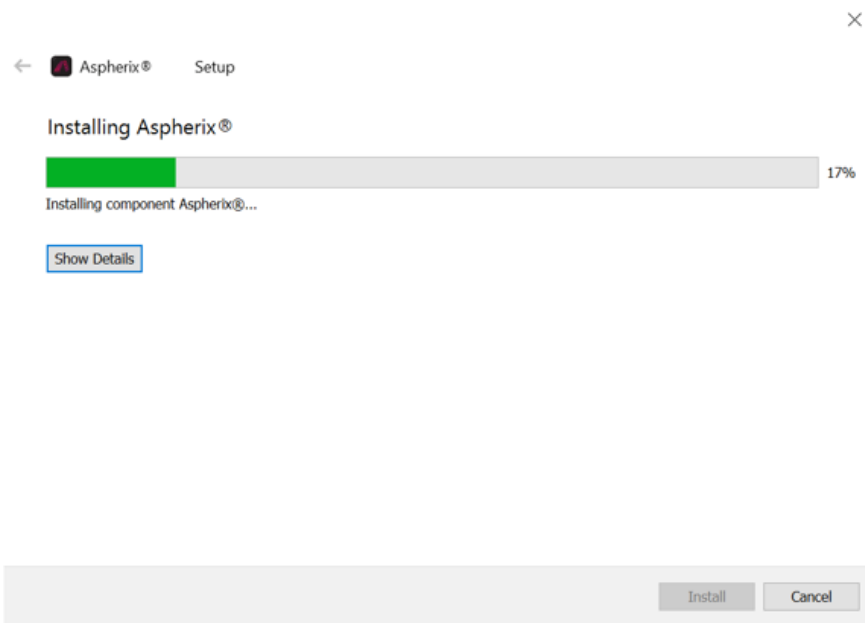 Aspherix® Setup
Installing Aspherix®
17%
Installing component Aspherix®...
Show Details
Install Cancel